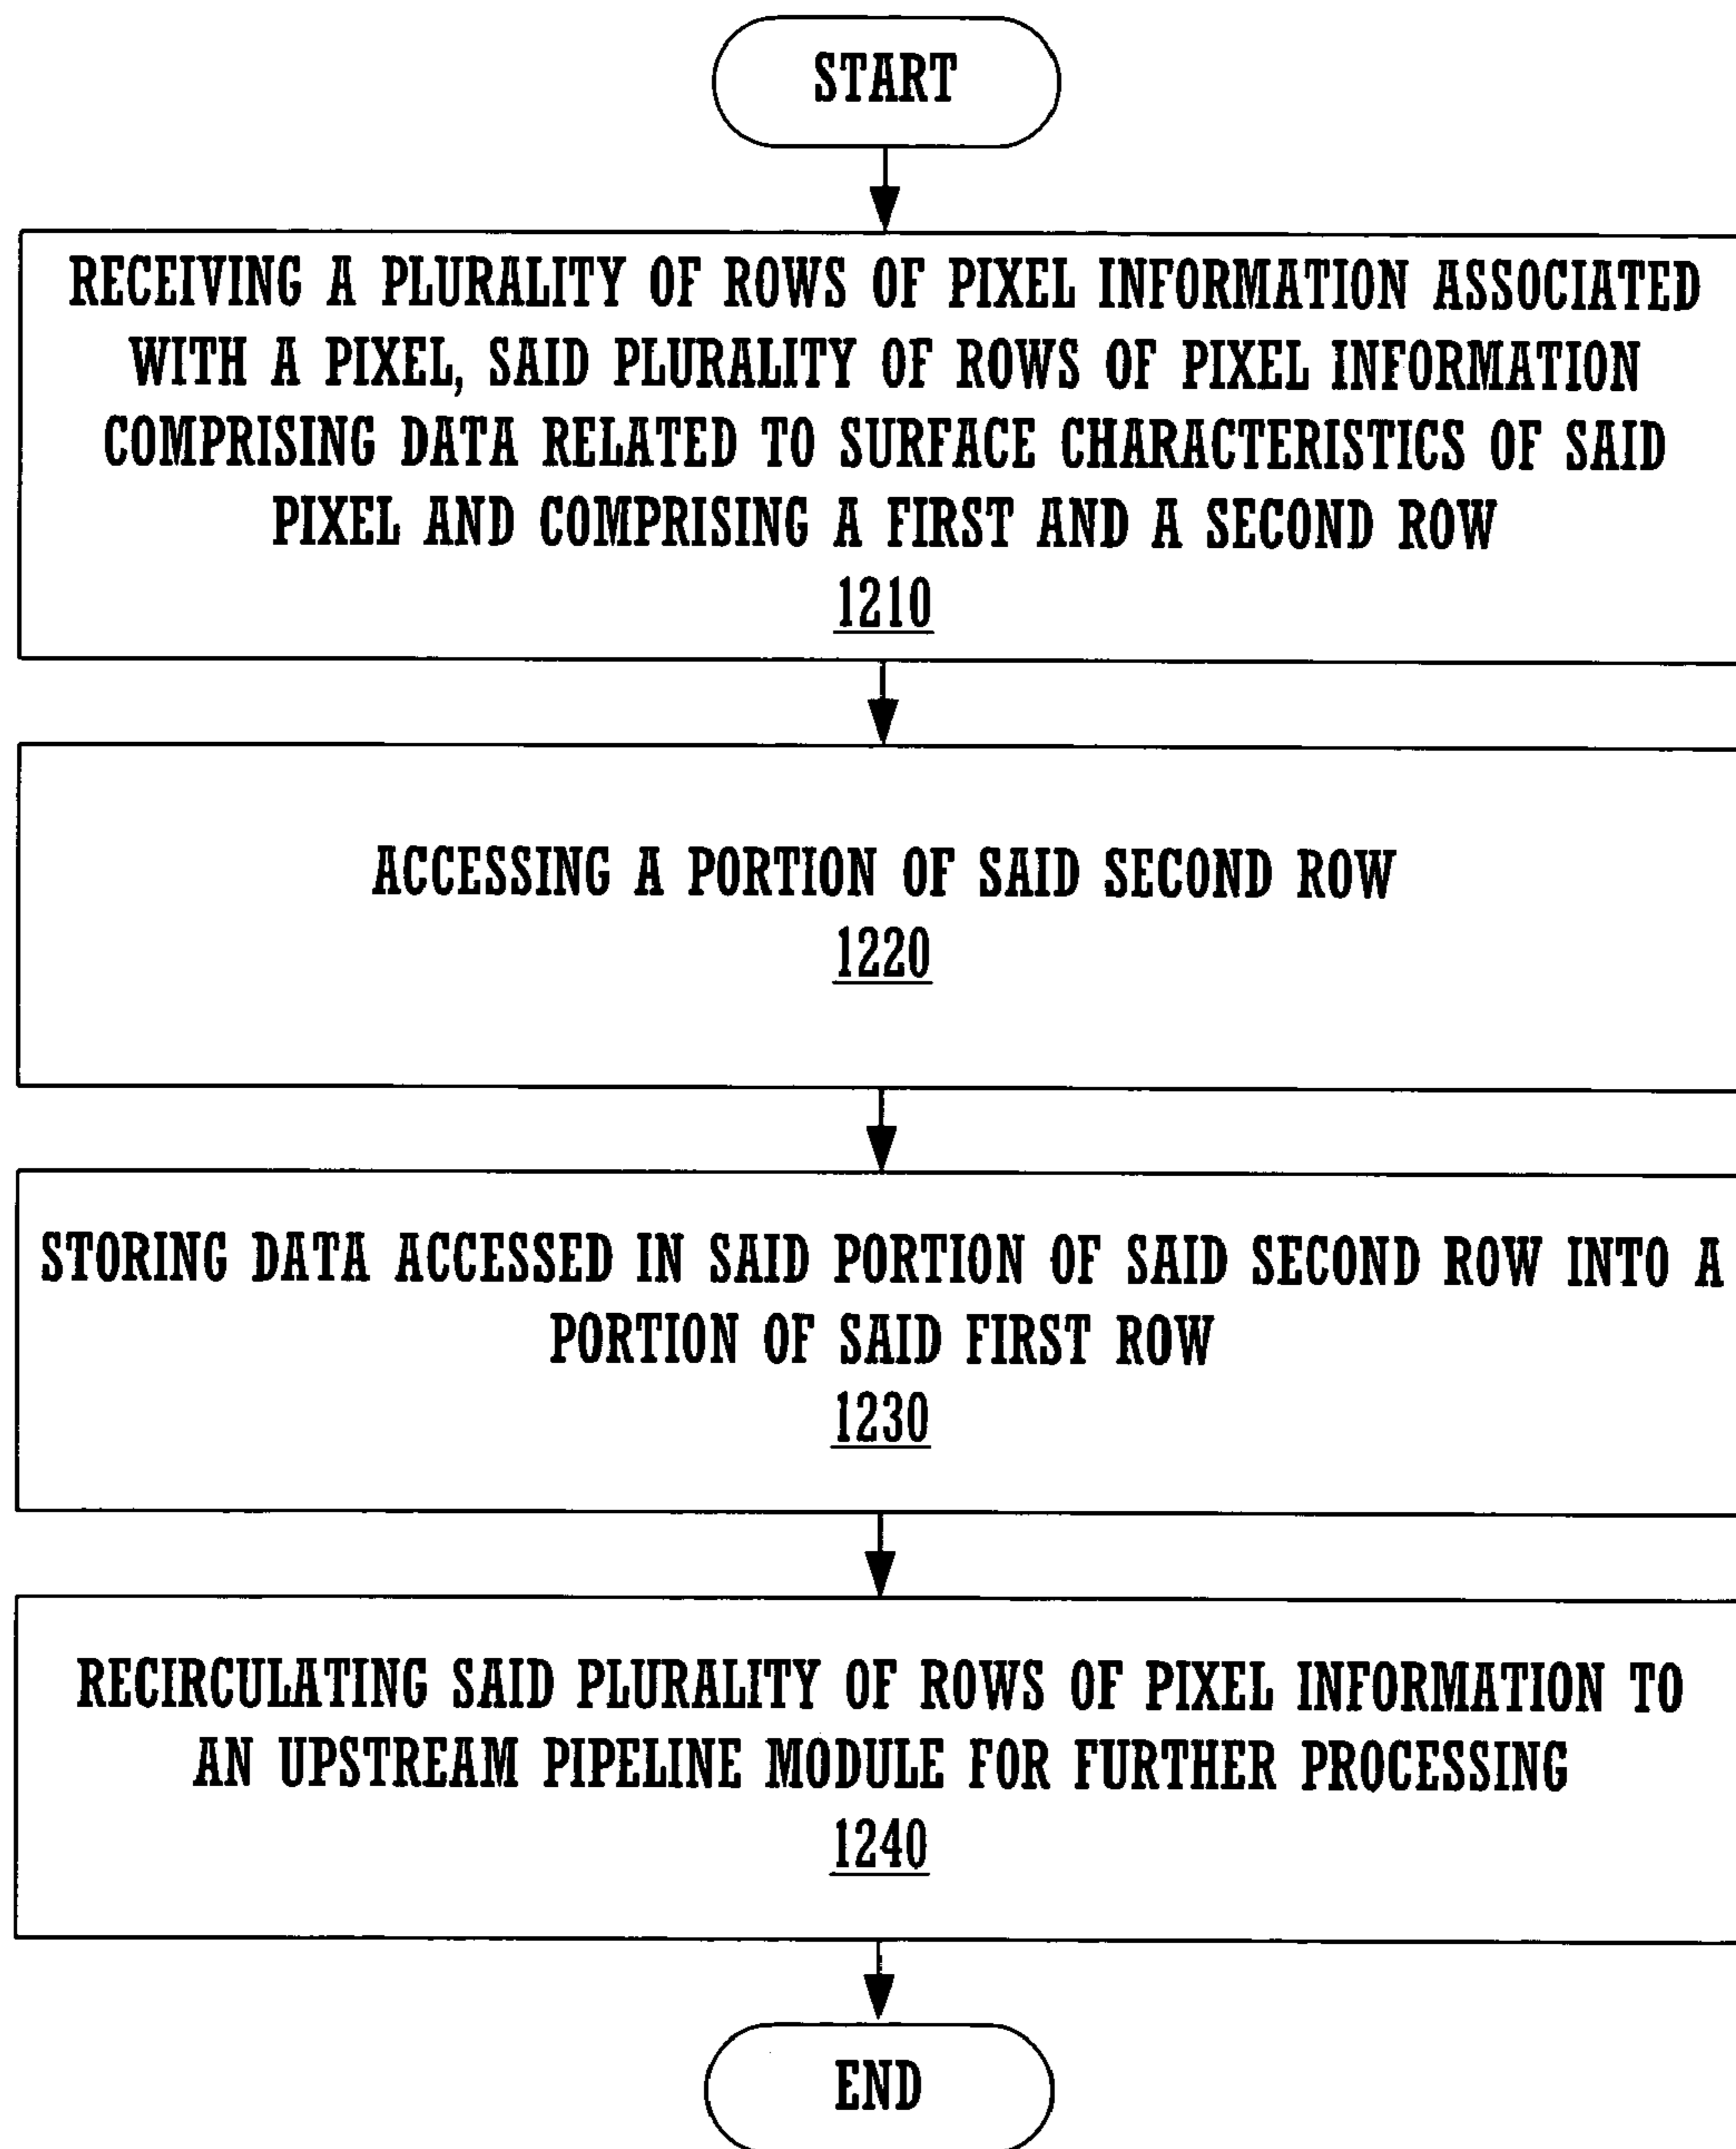 START
RECEIVING A PLURALITY OF ROWS OF PIXEL INFORMATION ASSOCIATED
WITH A PIXEL, SAID PLURALITY OF ROWS OF PIXEL INFORMATION
COMPRISING DATA RELATED TO SURFACE CHARACTERISTICS OF SAID
PIXEL AND COMPRISING A FIRST AND A SECOND ROW
1210
ACCESSING A PORTION OF SAID SECOND ROW
1220
STORING DATA ACCESSED IN SAID PORTION OF SAID SECOND ROW INTO A
PORTION OF SAID FIRST ROW
1230
RECIRCULATING SAID PLURALITY OF ROWS OF PIXEL INFORMATION TO
AN UPSTREAM PIPELINE MODULE FOR FURTHER PROCESSING
1240
END